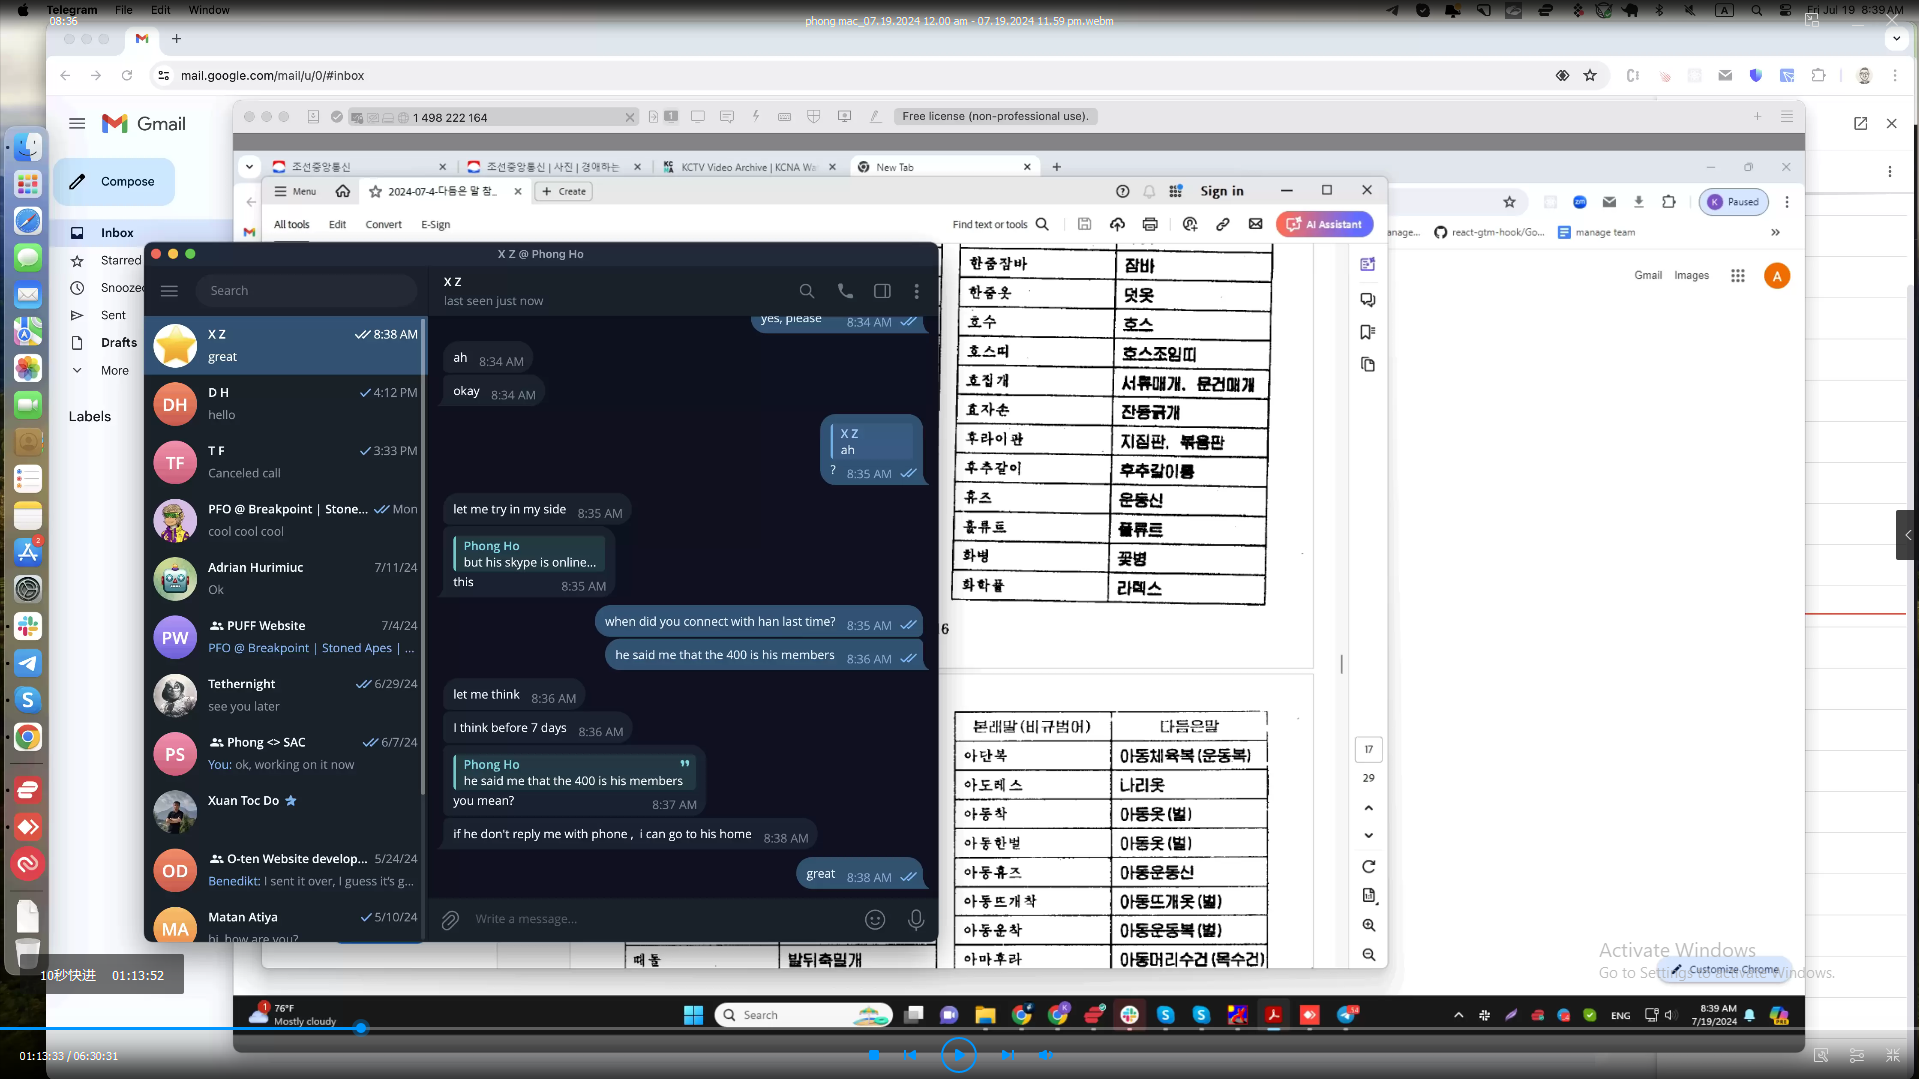 Telegram File Edit Window
Fri Jul 19 8:39 AM
08:36
phong mac_07.19.2024 12.00 am - 07.19.2024 11.59 pm.webm
mail.google.com/mail/u/0/#inbox
Gmail
Compose
Inbox
Starred
Snoozed
Sent
Drafts
More
Labels
1 498 222 164
1
Free license (non-professional use).
조선중앙통신
조선중앙통신 | 사진 | 경애하는
KCTV Video Archive | KCNA Wa
New Tab
Menu
2024-07-4-다듬은 말 참...
Create
Sign in
All tools Edit Convert E-Sign
Find text or tools
AI Assistant
K Paused
anage...
react-gtm-hook/Go...
manage team
Gmail Images
A
X Z @ Phong Ho
Search
X Z 8:38 AM
great
DH
D H 4:12 PM
hello
TF
T F 3:33 PM
Canceled call
PFO @ Breakpoint | Stone... Mon
cool cool cool
Adrian Hurimiuc 7/11/24
Ok
PW
PUFF Website 7/4/24
PFO @ Breakpoint | Stoned Apes | ...
Tethernight 6/29/24
see you later
PS
Phong <> SAC 6/7/24
You: ok, working on it now
Xuan Toc Do
OD
O-ten Website develop... 5/24/24
Benedikt: I sent it over, I guess it's g...
MA
Matan Atiya 5/10/24
hi, how are you?
X Z
last seen just now
yes, please 8:34 AM
ah 8:34 AM
okay 8:34 AM
X Z
ah
? 8:35 AM
let me try in my side 8:35 AM
Phong Ho
but his skype is online...
this 8:35 AM
when did you connect with han last time? 8:35 AM
he said me that the 400 is his members 8:36 AM
let me think 8:36 AM
I think before 7 days 8:36 AM
Phong Ho
he said me that the 400 is his members
you mean? 8:37 AM
if he don't reply me with phone , i can go to his home 8:38 AM
great 8:38 AM
Write a message...
한줌잠바 잠바
한줌옷 덧옷
호수 호스
호스띠 호스조임띠
호집개 서류매개, 문건매개
효자손 잔등긁개
후라이판 지짐판, 볶음판
후추갈이 후추갈이통
휴즈 운동신
흘류트 플류트
화병 꽃병
화학풀 라텍스
16
본래말(비규범어) 다듬은말
아단복 아동체육복(운동복)
아도레스 나리옷
아동착 아동옷(벌)
아동한벌 아동옷(벌)
아동휴즈 아동운동신
아동뜨개착 아동뜨개옷(벌)
아동운착 아동운동복(벌)
아마후라 아동머리수건(목수건)
때돌 발뒤축밀개
17
29
Activate Windows
Go to Settings to activate Windows.
Customize Chrome
10秒快进 01:13:52
1
76°F
Mostly cloudy
Search
ENG
8:39 AM
7/19/2024
01:13:33 / 06:30:31